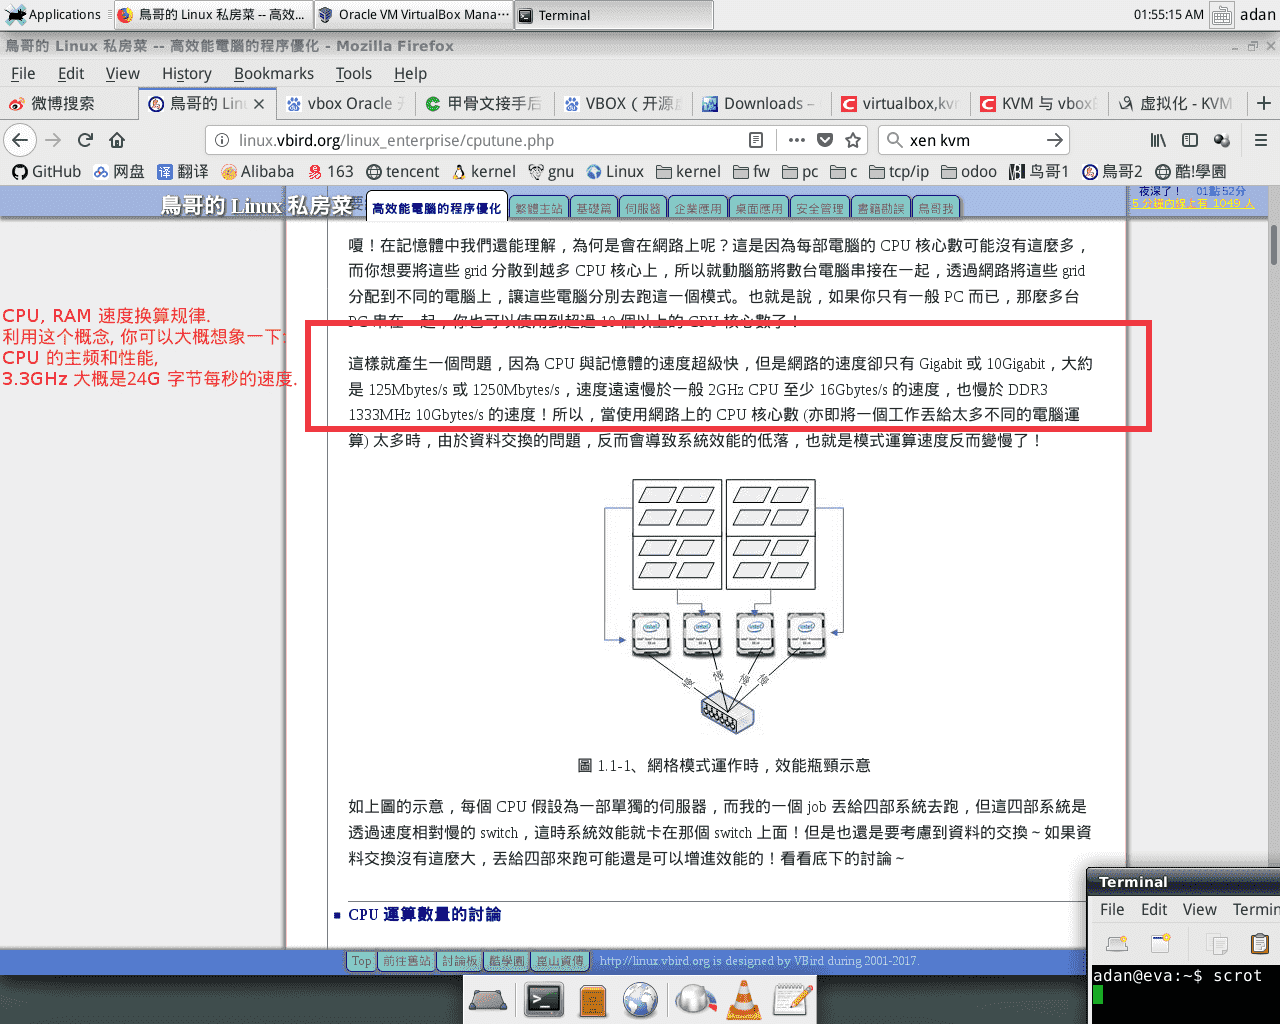 Applications
鳥哥的 Linux 私房菜 -- 高效...
Oracle VM VirtualBox Mana...
Terminal
01:55:15 AM
adan
鳥哥的 Linux 私房菜 -- 高效能電腦的程序優化 - Mozilla Firefox
File Edit View History Bookmarks Tools Help
微博搜索
鳥哥的 Lin
vbox Oracle
甲骨文接手后
VBOX ( 开源
Downloads –
virtualbox,kv
KVM 与 vbox
虚拟化 - KVM
linux.vbird.org/linux_enterprise/cputune.php
xen kvm
GitHub 网盘 翻译 Alibaba 163 tencent kernel gnu Linux kernel fw pc c tcp/ip odoo 鸟哥1 鳥哥2 酷!學園
鳥哥的 Linux 私房菜
高效能電腦的程序優化 繁體主站 基礎篇 伺服器 企業應用 桌面應用 安全管理 書籍勘誤 鳥哥我
夜深了！ 01點52分
嗄！在記憶體中我們還能理解，為何是會在網路上呢？這是因為每部電腦的 CPU 核心數可能沒有這麼多，
而你想要將這些 grid 分散到越多 CPU 核心上，所以就動腦筋將數台電腦串接在一起，透過網路將這些 grid
分配到不同的電腦上，讓這些電腦分別去跑這一個模式。也就是說，如果你只有一般 PC 而已，那麼多台
PC 串在一起，你也可以使用到超過 10 個以上的 CPU 核心數了！
CPU, RAM 速度换算规律.
利用这个概念, 你可以大概想象一下:
CPU 的主频和性能,
3.3GHz 大概是24G 字节每秒的速度.
這樣就產生一個問題，因為 CPU 與記憶體的速度超級快，但是網路的速度卻只有 Gigabit 或 10Gigabit，大約
是 125Mbytes/s 或 1250Mbytes/s，速度遠遠慢於一般 2GHz CPU 至少 16Gbytes/s 的速度，也慢於 DDR3
1333MHz 10Gbytes/s 的速度！所以，當使用網路上的 CPU 核心數 (亦即將一個工作丟給太多不同的電腦運
算) 太多時，由於資料交換的問題，反而會導致系統效能的低落，也就是模式運算速度反而變慢了！
intel intel intel intel
慢 慢 慢 慢
圖 1.1-1、網格模式運作時，效能瓶頸示意
如上圖的示意，每個 CPU 假設為一部單獨的伺服器，而我的一個 job 丟給四部系統去跑，但這四部系統是
透過速度相對慢的 switch，這時系統效能就卡在那個 switch 上面！但是也還是要考慮到資料的交換～如果資
料交換沒有這麼大，丟給四部來跑可能還是可以增進效能的！看看底下的討論～
CPU 運算數量的討論
Top 前往舊站 討論板 酷學園 崑山資傳 http://linux.vbird.org is designed by VBird during 2001-2017.
Terminal
File Edit View Termin
adan@eva:~$ scrot